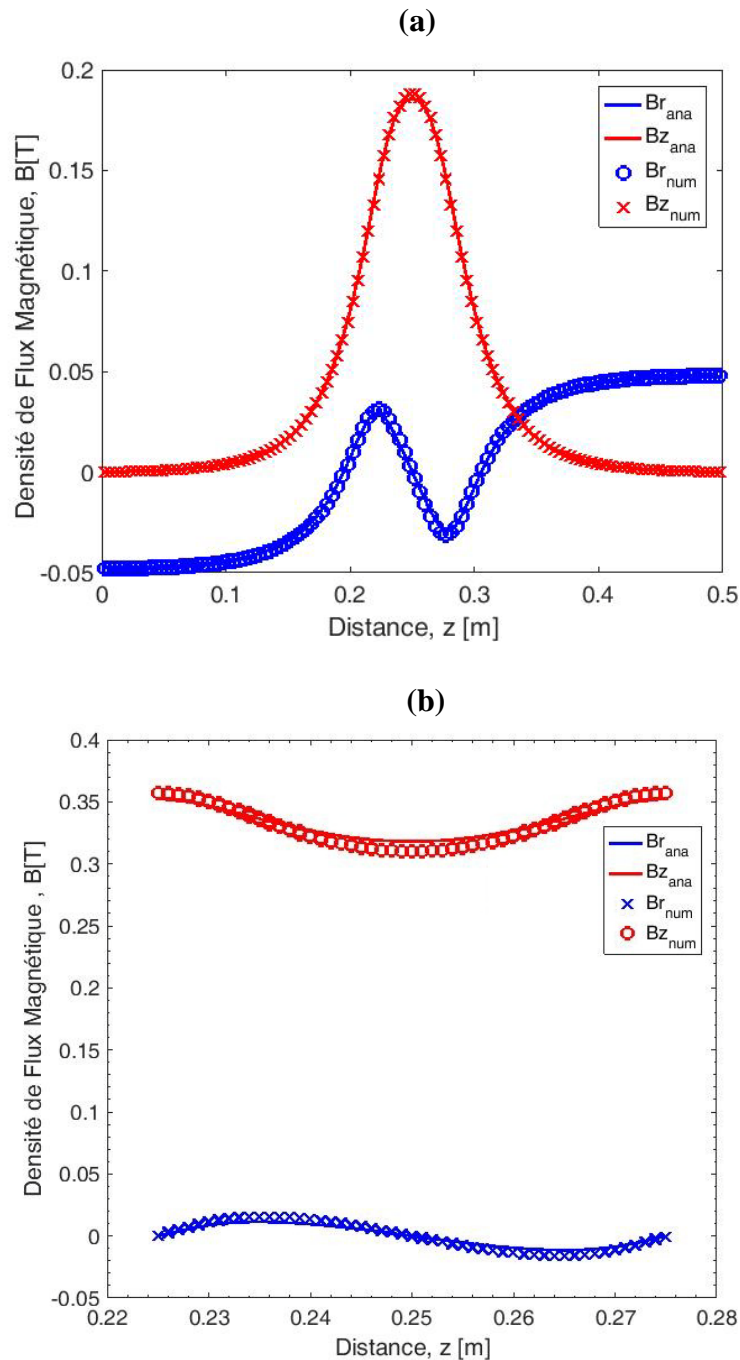 (a)
0.2
0.15
0.1
0.05
0
-0.05
Densité de Flux Magnétique, B[T]
Br_ana
Bz_ana
Br_num
Bz_num
0
0.1
0.2
0.3
0.4
0.5
Distance, z [m]
(b)
0.4
0.35
0.3
0.25
0.2
0.15
0.1
0.05
0
-0.05
Densité de Flux Magnétique , B[T]
Br_ana
Bz_ana
Br_num
Bz_num
0.22
0.23
0.24
0.25
0.26
0.27
0.28
Distance, z [m]